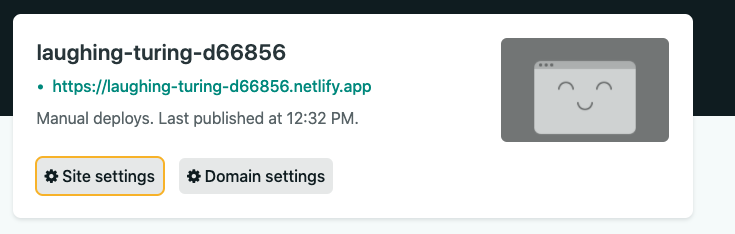 laughing-turing-d66856
• https://laughing-turing-d66856.netlify.app
Manual deploys. Last published at 12:32 PM.
Site settings Domain settings